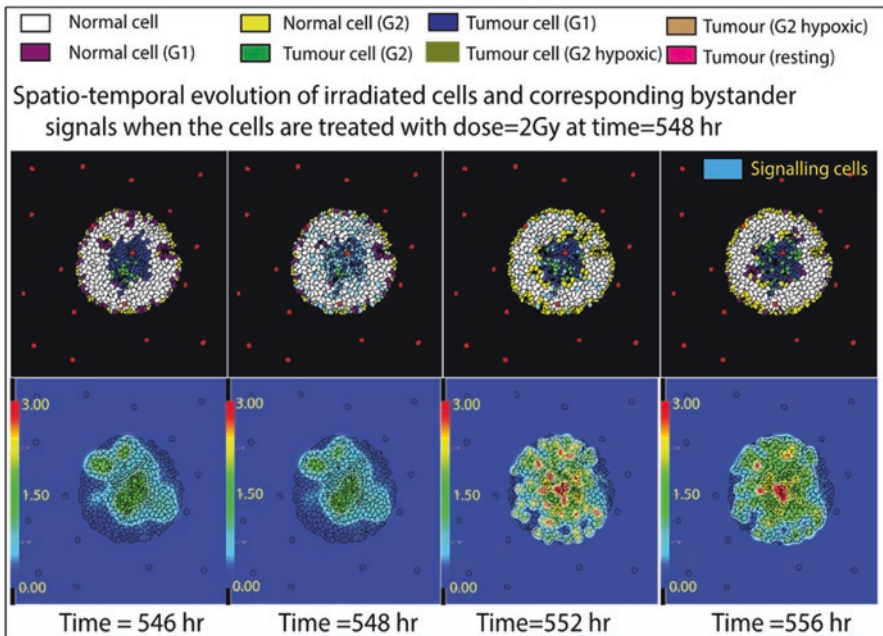 Normal cell
Normal cell (G2)
Tumour cell (G1)
Tumour (G2 hypoxic)
Normal cell (G1)
Tumour cell (G2)
Tumour cell (G2 hypoxic)
Tumour (resting)
Spatio-temporal evolution of irradiated cells and corresponding bystander
signals when the cells are treated with dose=2Gy at time=548 hr
Signalling cells
3.00
1.50
0.00
3.00
1.50
0.00
3.00
1.50
0.00
3.00
1.50
0.00
Time = 546 hr
Time = 548 hr
Time=552 hr
Time=556 hr